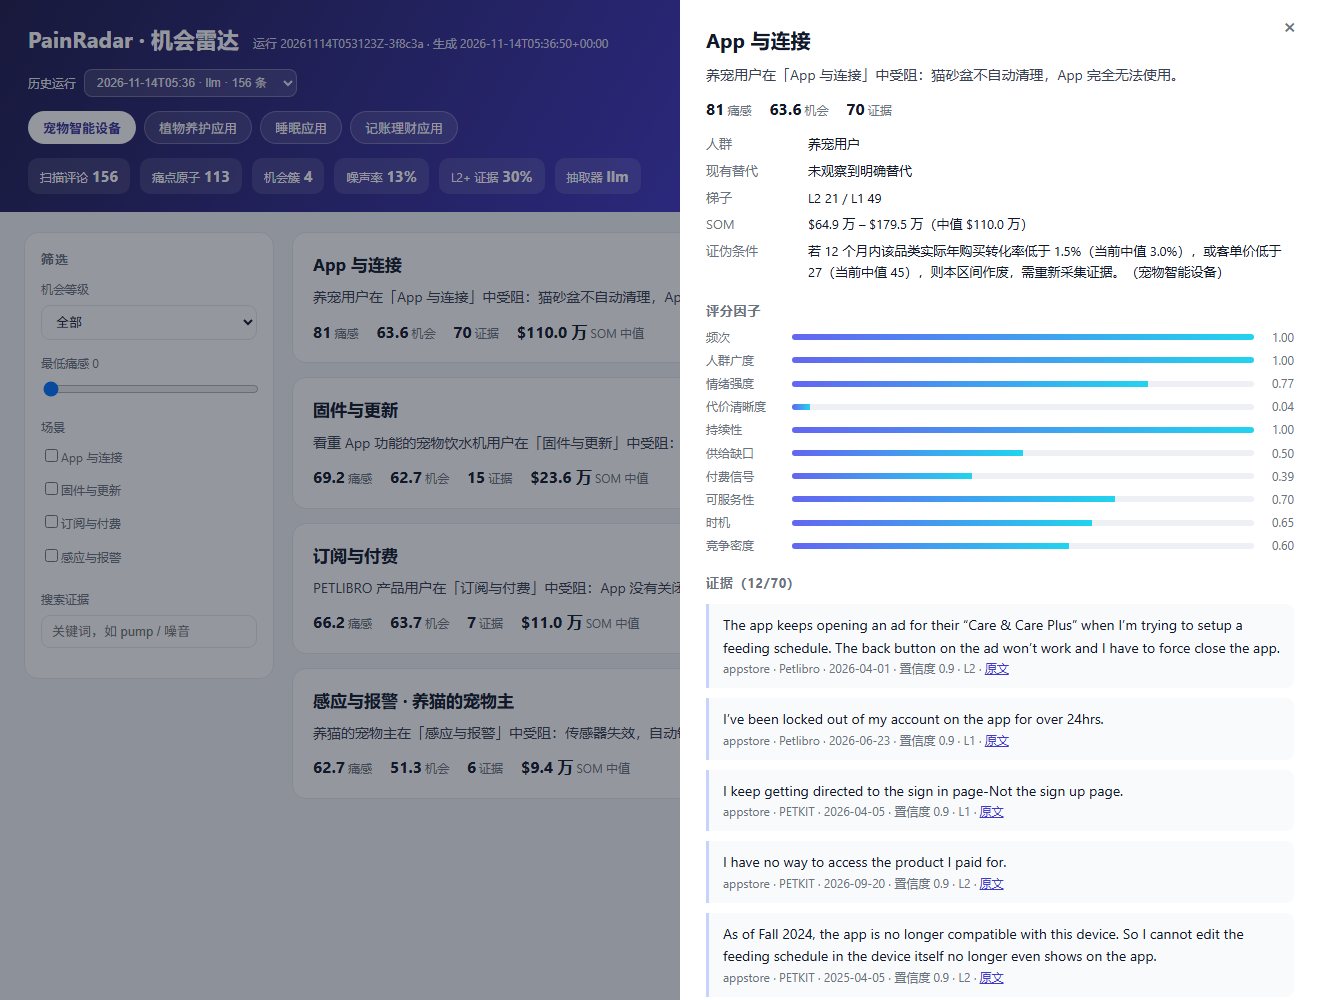 PainRadar · 机会雷达 运行 20261114T053123Z-3f8c3a · 生成 2026-11-14T05:36:50+00:00
历史运行 2026-11-14T05:36 · llm · 156 条
宠物智能设备 植物养护应用 睡眠应用 记账理财应用
扫描评论 156 痛点原子 113 机会簇 4 噪声率 13% L2+ 证据 30% 抽取器 llm
筛选
机会等级
全部
最低痛感 0
场景
App 与连接
固件与更新
订阅与付费
感应与报警
搜索证据
关键词，如 pump / 噪音
App 与连接
养宠用户在「App 与连接」中受阻：猫砂盆不自动清理，Ap
81 痛感 63.6 机会 70 证据 $110.0 万 SOM 中值
固件与更新
看重 App 功能的宠物饮水机用户在「固件与更新」中受阻：
69.2 痛感 62.7 机会 15 证据 $23.6 万 SOM 中值
订阅与付费
PETLIBRO 产品用户在「订阅与付费」中受阻：App 没有关闭
66.2 痛感 63.7 机会 7 证据 $11.0 万 SOM 中值
感应与报警 · 养猫的宠物主
养猫的宠物主在「感应与报警」中受阻：传感器失效，自动
62.7 痛感 51.3 机会 6 证据 $9.4 万 SOM 中值
×
App 与连接
养宠用户在「App 与连接」中受阻：猫砂盆不自动清理，App 完全无法使用。
81 痛感 63.6 机会 70 证据
人群 养宠用户
现有替代 未观察到明确替代
梯子 L2 21 / L1 49
SOM $64.9 万 – $179.5 万（中值 $110.0 万）
证伪条件 若 12 个月内该品类实际年购买转化率低于 1.5%（当前中值 3.0%），或客单价低于
27（当前中值 45），则本区间作废，需重新采集证据。（宠物智能设备）
评分因子
频次 1.00
人群广度 1.00
情绪强度 0.77
代价清晰度 0.04
持续性 1.00
供给缺口 0.50
付费信号 0.39
可服务性 0.70
时机 0.65
竞争密度 0.60
证据（12/70）
The app keeps opening an ad for their “Care & Care Plus” when I’m trying to setup a
feeding schedule. The back button on the ad won’t work and I have to force close the app.
appstore · Petlibro · 2026-04-01 · 置信度 0.9 · L2 · 原文
I’ve been locked out of my account on the app for over 24hrs.
appstore · Petlibro · 2026-06-23 · 置信度 0.9 · L1 · 原文
I keep getting directed to the sign in page-Not the sign up page.
appstore · PETKIT · 2026-04-05 · 置信度 0.9 · L1 · 原文
I have no way to access the product I paid for.
appstore · PETKIT · 2026-09-20 · 置信度 0.9 · L2 · 原文
As of Fall 2024, the app is no longer compatible with this device. So I cannot edit the
feeding schedule in the device itself no longer even shows on the app.
appstore · PETKIT · 2025-04-05 · 置信度 0.9 · L2 · 原文